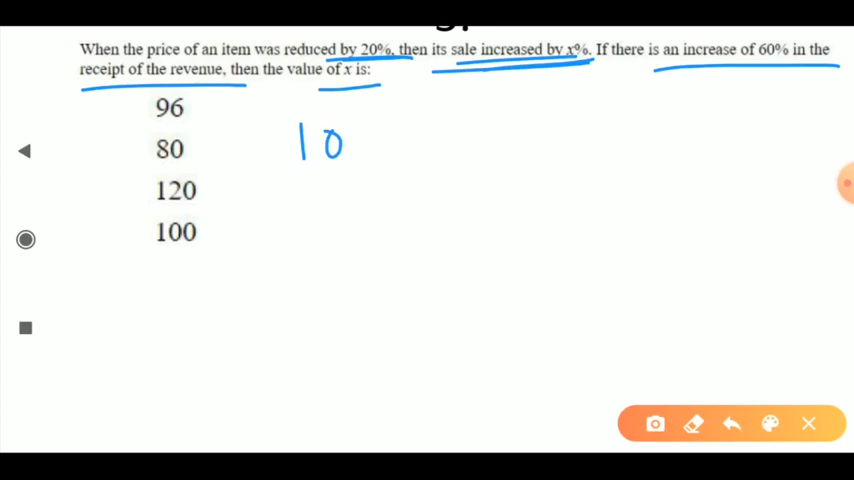 When the price of an item was reduced by 20%, then its sale increased by x%. If there is an increase of 60% in the
receipt of the revenue, then the value of x is:
96
80
10
120
100